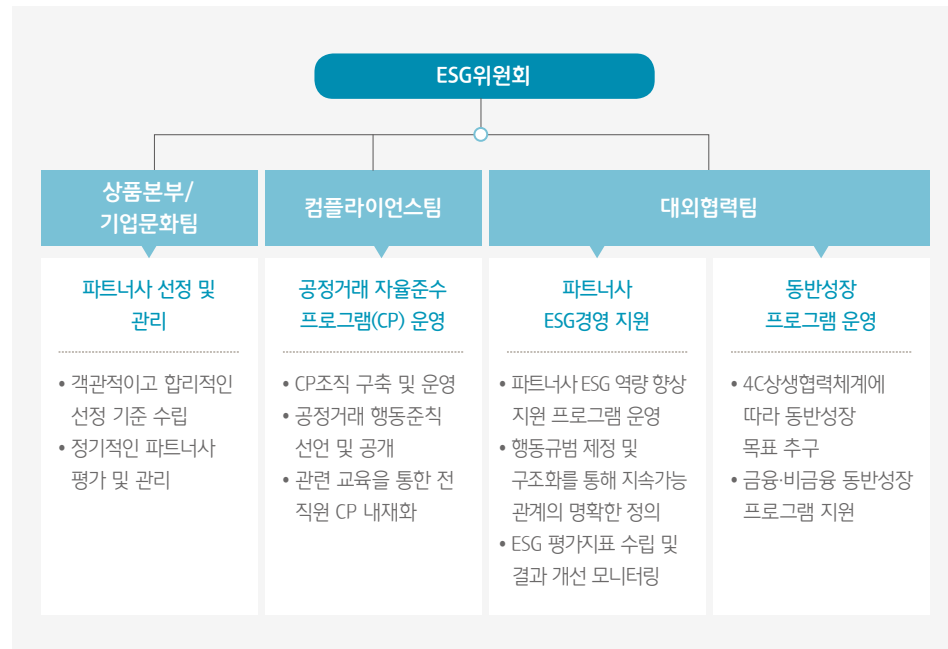 ESG위원회
상품본부/
기업문화팀
컴플라이언스팀
대외협력팀
파트너사 선정 및
관리
• 객관적이고 합리적인
선정 기준 수립
• 정기적인 파트너사
평가 및 관리
공정거래 자율준수
프로그램(CP) 운영
• CP조직 구축 및 운영
• 공정거래 행동준칙
선언 및 공개
• 관련 교육을 통한 전
직원 CP 내재화
파트너사
ESG경영 지원
• 파트너사 ESG 역량 향상
지원 프로그램 운영
• 행동규범 제정 및
구조화를 통해 지속가능
관계의 명확한 정의
• ESG 평가지표 수립 및
결과 개선 모니터링
동반성장
프로그램 운영
• 4C상생협력체계에
따라 동반성장
목표 추구
• 금융·비금융 동반성장
프로그램 지원